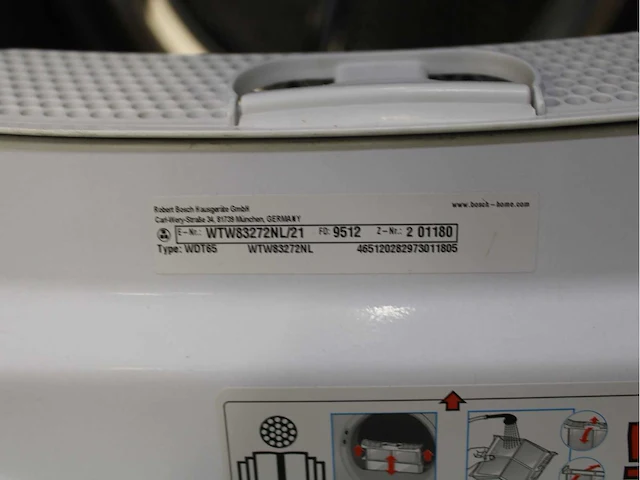 Robert Bosch Hausgeräte GmbH
Carl-Wery-Straße 34, 81739 München, GERMANY
www.bosch-home.com
E-Nr.: WTW83272NL/21 FD: 9512 Z-Nr.: 2 01180
Type: WDT65 WTW83272NL 465120282973011805